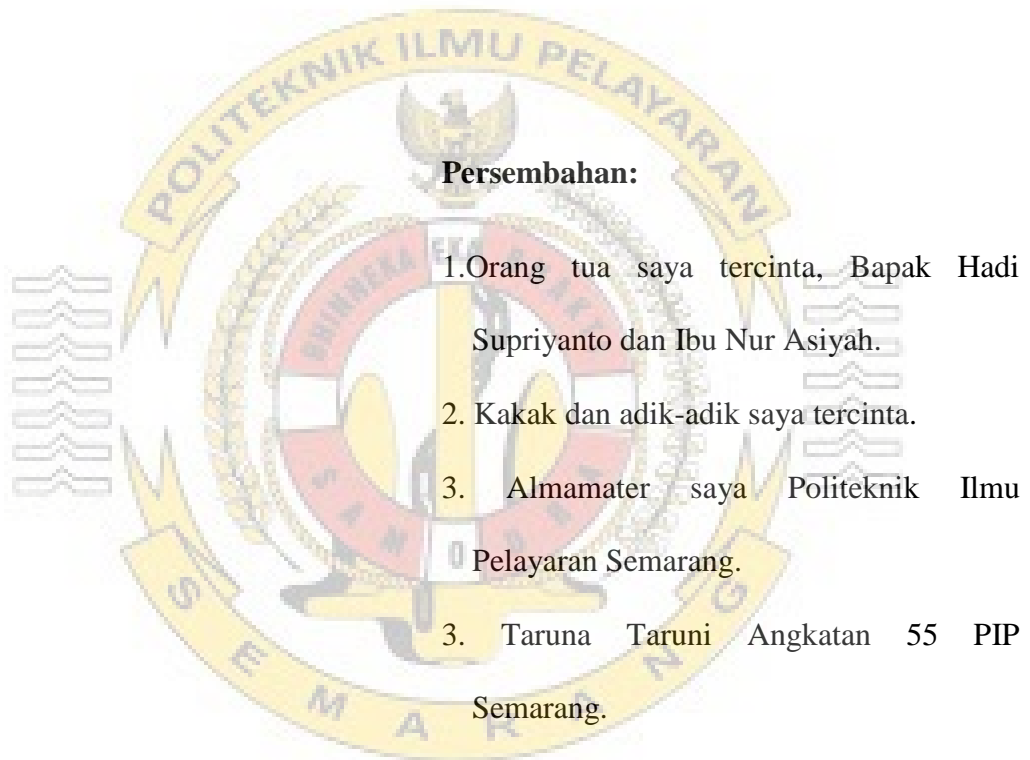 POLITEKNIK ILMU PELAYARAN
Persembahan:
1.Orang tua saya tercinta, Bapak Hadi
Supriyanto dan Ibu Nur Asiyah.
2. Kakak dan adik-adik saya tercinta.
3. Almamater saya Politeknik Ilmu
Pelayaran Semarang.
3. Taruna Taruni Angkatan 55 PIP
Semarang.
SEMARANG